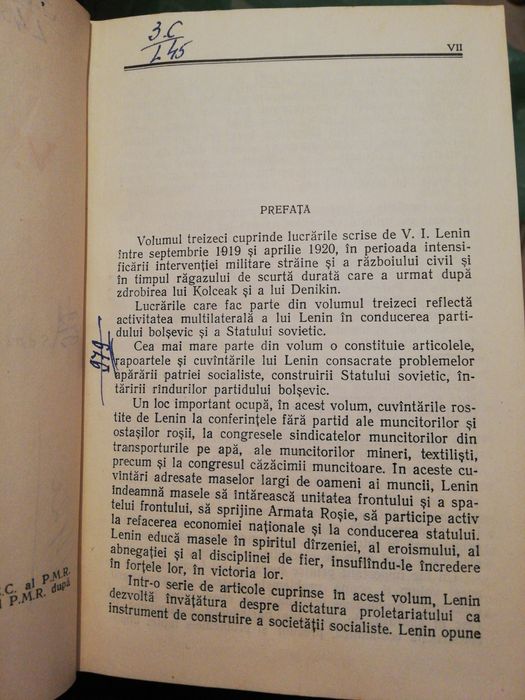 3.C
L 45
VII
PREFAȚA
Volumul treizeci cuprinde lucrările scrise de V. I. Lenin
între septembrie 1919 și aprilie 1920, în perioada intensi-
ficării intervenției militare străine și a războiului civil și
în timpul răgazului de scurtă durată care a urmat după
zdrobirea lui Kolceak și a lui Denikin.
Lucrările care fac parte din volumul treizeci reflectă
activitatea multilaterală a lui Lenin în conducerea parti-
dului bolșevic și a Statului sovietic.
Cea mai mare parte din volum o constituie articolele,
rapoartele și cuvîntările lui Lenin consacrate problemelor
apărării patriei socialiste, construirii Statului sovietic, în-
tăririi rîndurilor partidului bolșevic.
979
Un loc important ocupă, în acest volum, cuvîntările ros-
tite de Lenin la conferințele fără partid ale muncitorilor și
ostașilor roșii, la congresele sindicatelor muncitorilor din
transporturile pe apă, ale muncitorilor mineri, textiliști,
precum și la congresul căzăcimii muncitoare. In aceste cu-
vîntări adresate maselor largi de oameni ai muncii, Lenin
îndeamnă masele să întărească unitatea frontului și a spa-
telui frontului, să sprijine Armata Roșie, să participe activ
la refacerea economiei naționale și la conducerea statului.
Lenin educă masele în spiritul dîrzeniei, al eroismului, al
abnegației și al disciplinei de fier, insuflîndu-le încredere
în forțele lor, în victoria lor.
Intr-o serie de articole cuprinse în acest volum, Lenin
dezvoltă învățătura despre dictatura proletariatului ca
instrument de construire a societății socialiste. Lenin opune
C. al P.M.R.
P.M.R. după